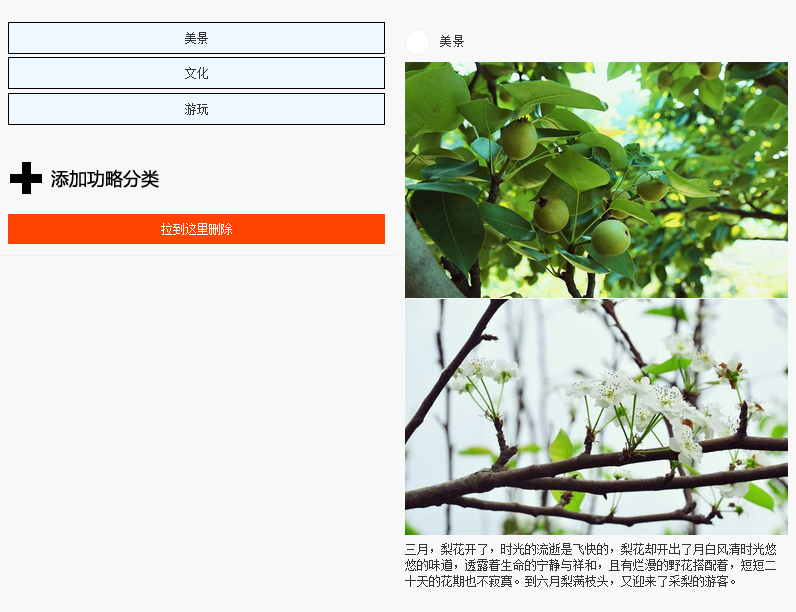 美景
文化
游玩
添加功略分类
拉到这里删除
美景
三月，梨花开了，时光的流逝是飞快的，梨花却开出了月白风清时光悠
悠的味道，透露着生命的宁静与祥和，且有烂漫的野花搭配着，短短二
十天的花期也不寂寞。到六月梨满枝头，又迎来了采梨的游客。